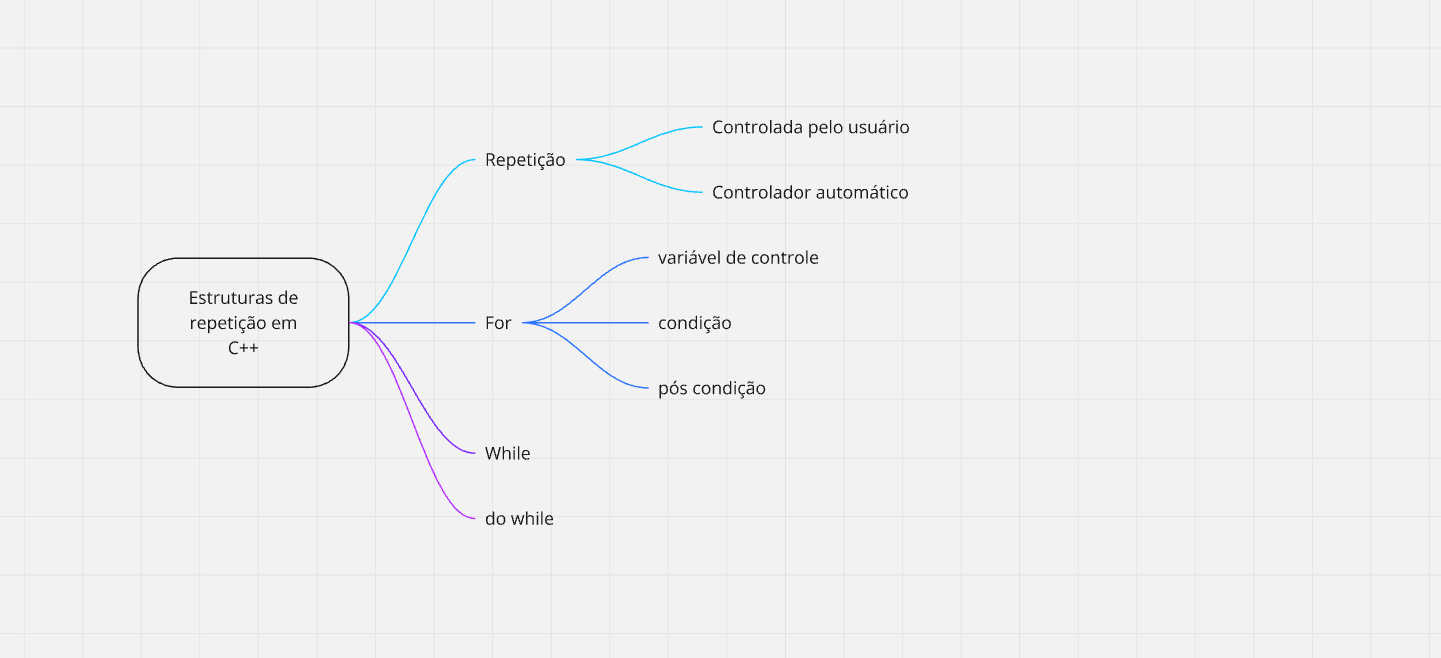 Estruturas de
repetição em
C++
Repetição
Controlada pelo usuário
Controlador automático
For
variável de controle
condição
pós condição
While
do while